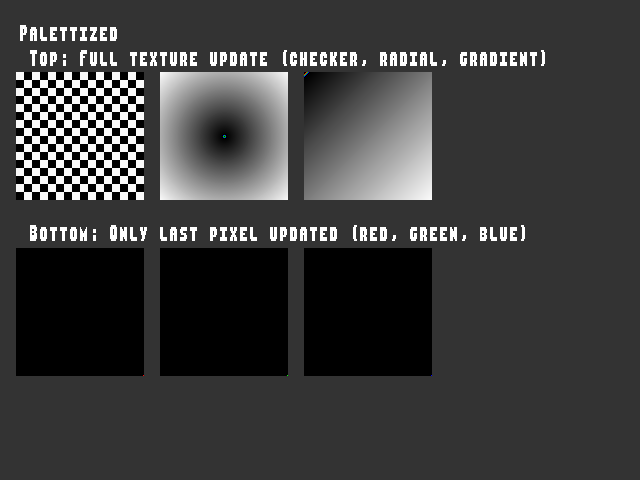 Palettized
Top: Full texture update (checker, radial, gradient)
Bottom: Only last pixel updated (red, green, blue)